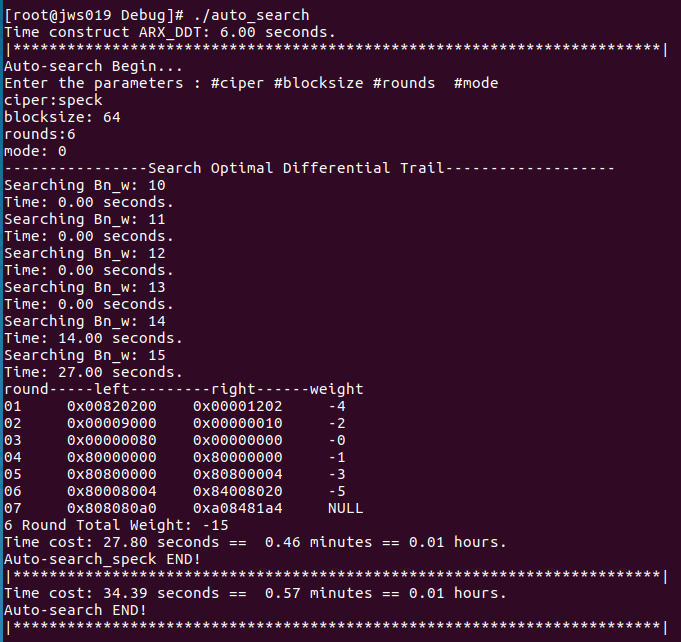 [root@jws019 Debug]# ./auto_search
Time construct ARX_DDT: 6.00 seconds.
|************************************************************************|
Auto-search Begin...
Enter the parameters : #ciper #blocksize #rounds  #mode
ciper:speck
blocksize: 64
rounds:6
mode: 0
----------------Search Optimal Differential Trail-------------------
Searching Bn_w: 10
Time: 0.00 seconds.
Searching Bn_w: 11
Time: 0.00 seconds.
Searching Bn_w: 12
Time: 0.00 seconds.
Searching Bn_w: 13
Time: 0.00 seconds.
Searching Bn_w: 14
Time: 14.00 seconds.
Searching Bn_w: 15
Time: 27.00 seconds.
round-----left---------right------weight
01     0x00820200    0x00001202     -4
02     0x00009000    0x00000010     -2
03     0x00000080    0x00000000     -0
04     0x80000000    0x80000000     -1
05     0x80800000    0x80800004     -3
06     0x80008004    0x84008020     -5
07     0x808080a0    0xa08481a4     NULL
6 Round Total Weight: -15
Time cost: 27.80 seconds ==  0.46 minutes == 0.01 hours.
Auto-search_speck END!
|************************************************************************|
Time cost: 34.39 seconds ==  0.57 minutes == 0.01 hours.
Auto-search END!
|************************************************************************|